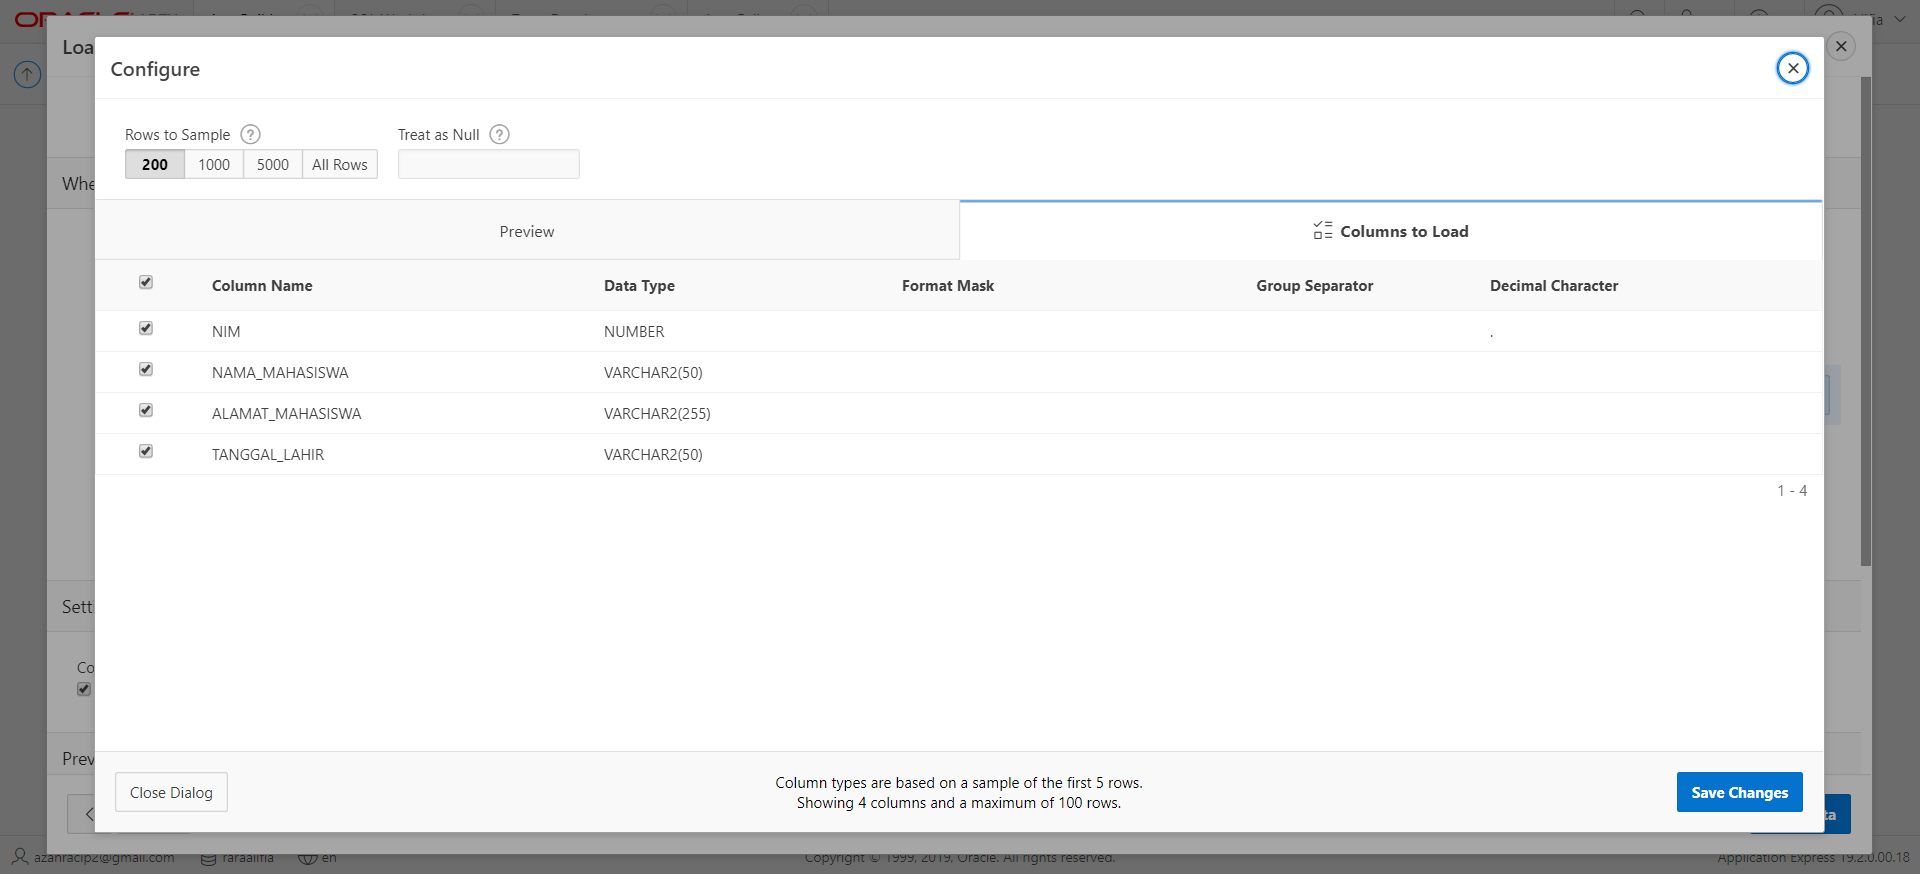 Loa
Configure
Rows to Sample ?
Treat as Null ?
200 1000 5000 All Rows
Whe
Preview
Columns to Load
Column Name Data Type Format Mask Group Separator Decimal Character
NIM NUMBER .
NAMA_MAHASISWA VARCHAR2(50)
ALAMAT_MAHASISWA VARCHAR2(255)
TANGGAL_LAHIR VARCHAR2(50)
1 - 4
Setti
Co
Prev
Close Dialog
Column types are based on a sample of the first 5 rows.
Showing 4 columns and a maximum of 100 rows.
Save Changes
ta
azanracip2@gmail.com raraalifia en
Copyright © 1999, 2019, Oracle. All rights reserved.
Application Express 19.2.0.00.18